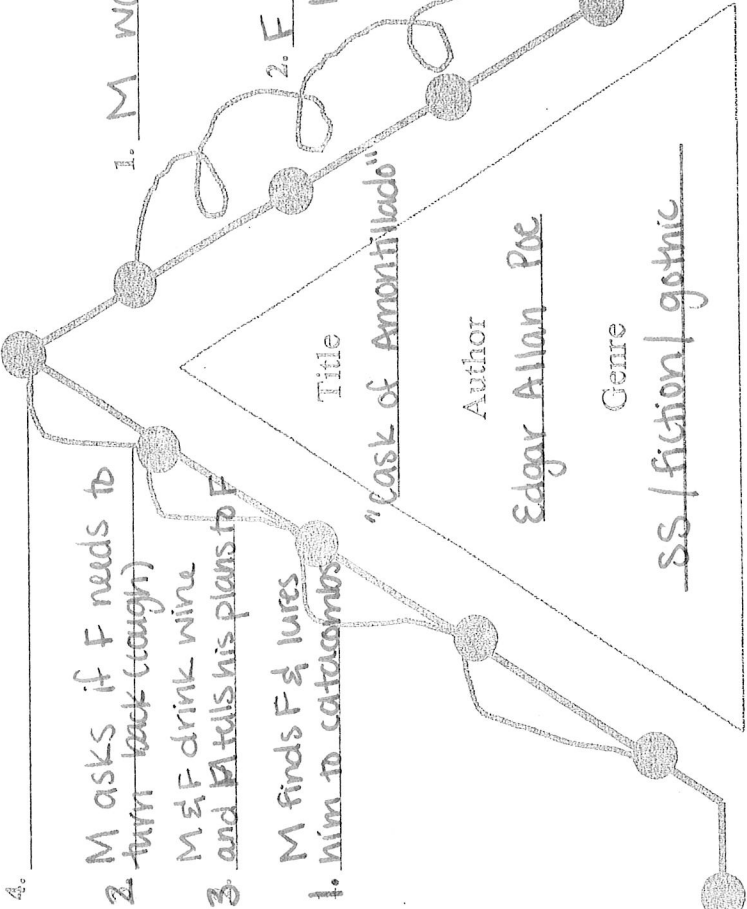 4.
2. M asks if F needs to
turn back (cough)
3. M & F drink wine
and M tells his plans to F
1. M finds F & lures
him to catacombs
1. M
2. F
Title
"Cask of Amontillado"
Author
Edgar Allan Poe
Genre
SS/fiction/gothic